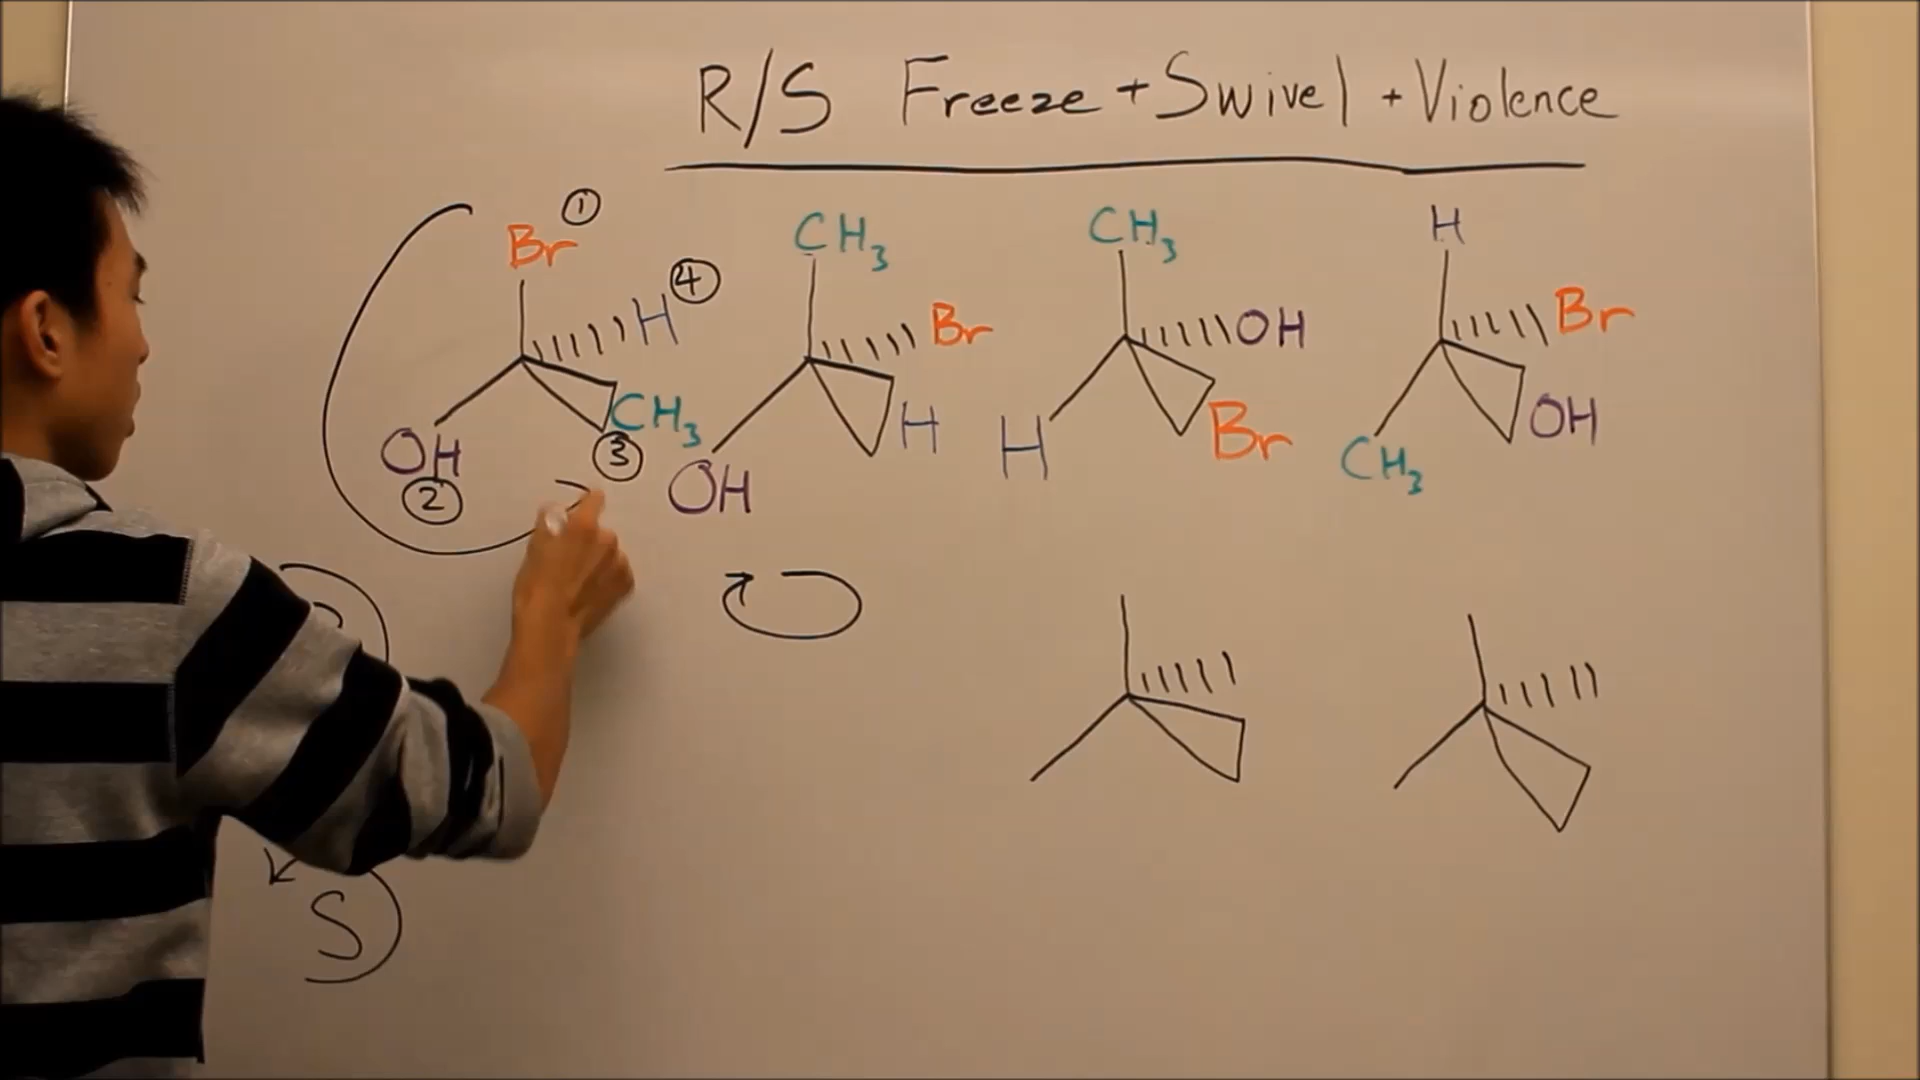 R/S Freeze + Swivel + Violence
Br ①
H ④
OH ②
CH₃ ③
CH₃
Br
H
OH
CH₃
OH
Br
H
H
Br
OH
CH₃
S